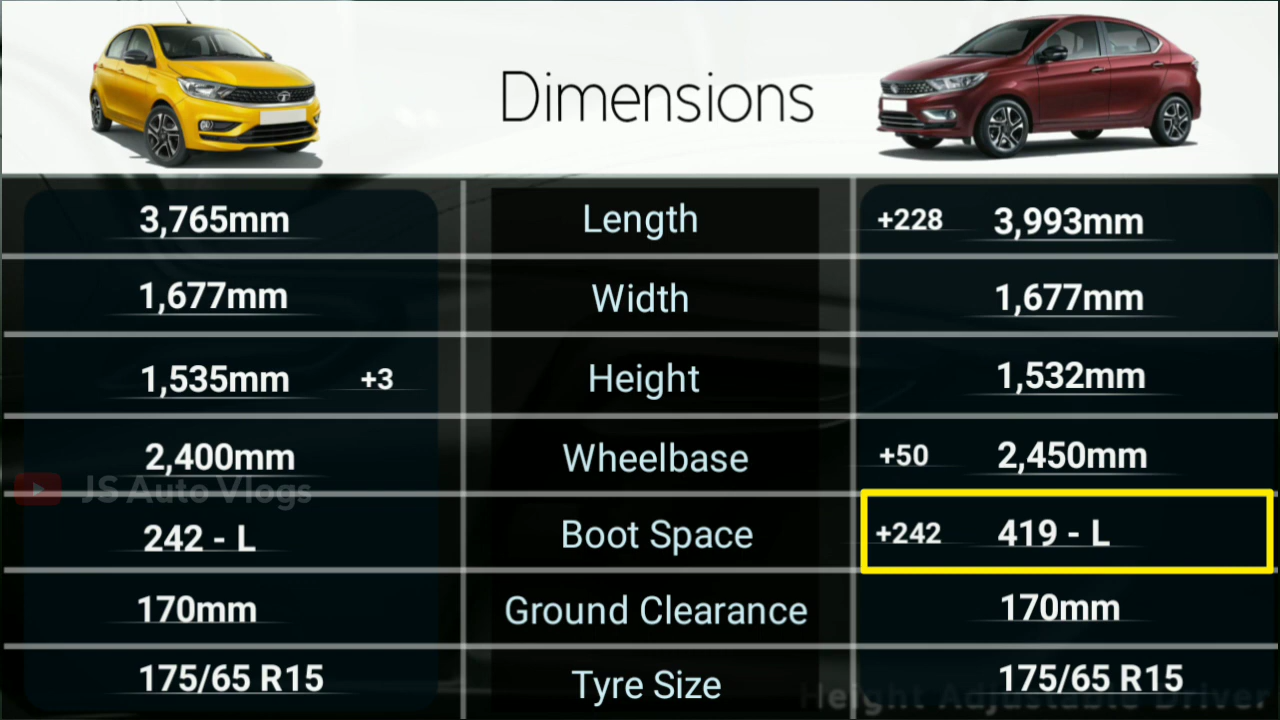 Dimensions
3,765mm Length +228 3,993mm
1,677mm Width 1,677mm
1,535mm +3 Height 1,532mm
2,400mm Wheelbase +50 2,450mm
JS Auto Vlogs
242 - L Boot Space +242 419 - L
170mm Ground Clearance 170mm
175/65 R15 Tyre Size 175/65 R15
Height Adjustable Driver